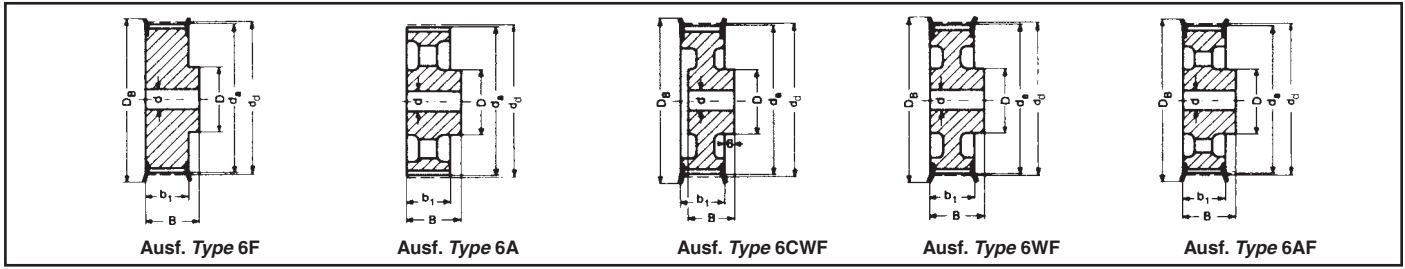 D_B d D d_a d_d
b_1
B
Ausf. Type 6F
d D d_a d_d
b_1
B
Ausf. Type 6A
D_B d D d_a d_d
6
b_1
B
Ausf. Type 6CWF
D_B d D d_a d_d
b_1
B
Ausf. Type 6WF
D_B d D d_a d_d
b_1
B
Ausf. Type 6AF